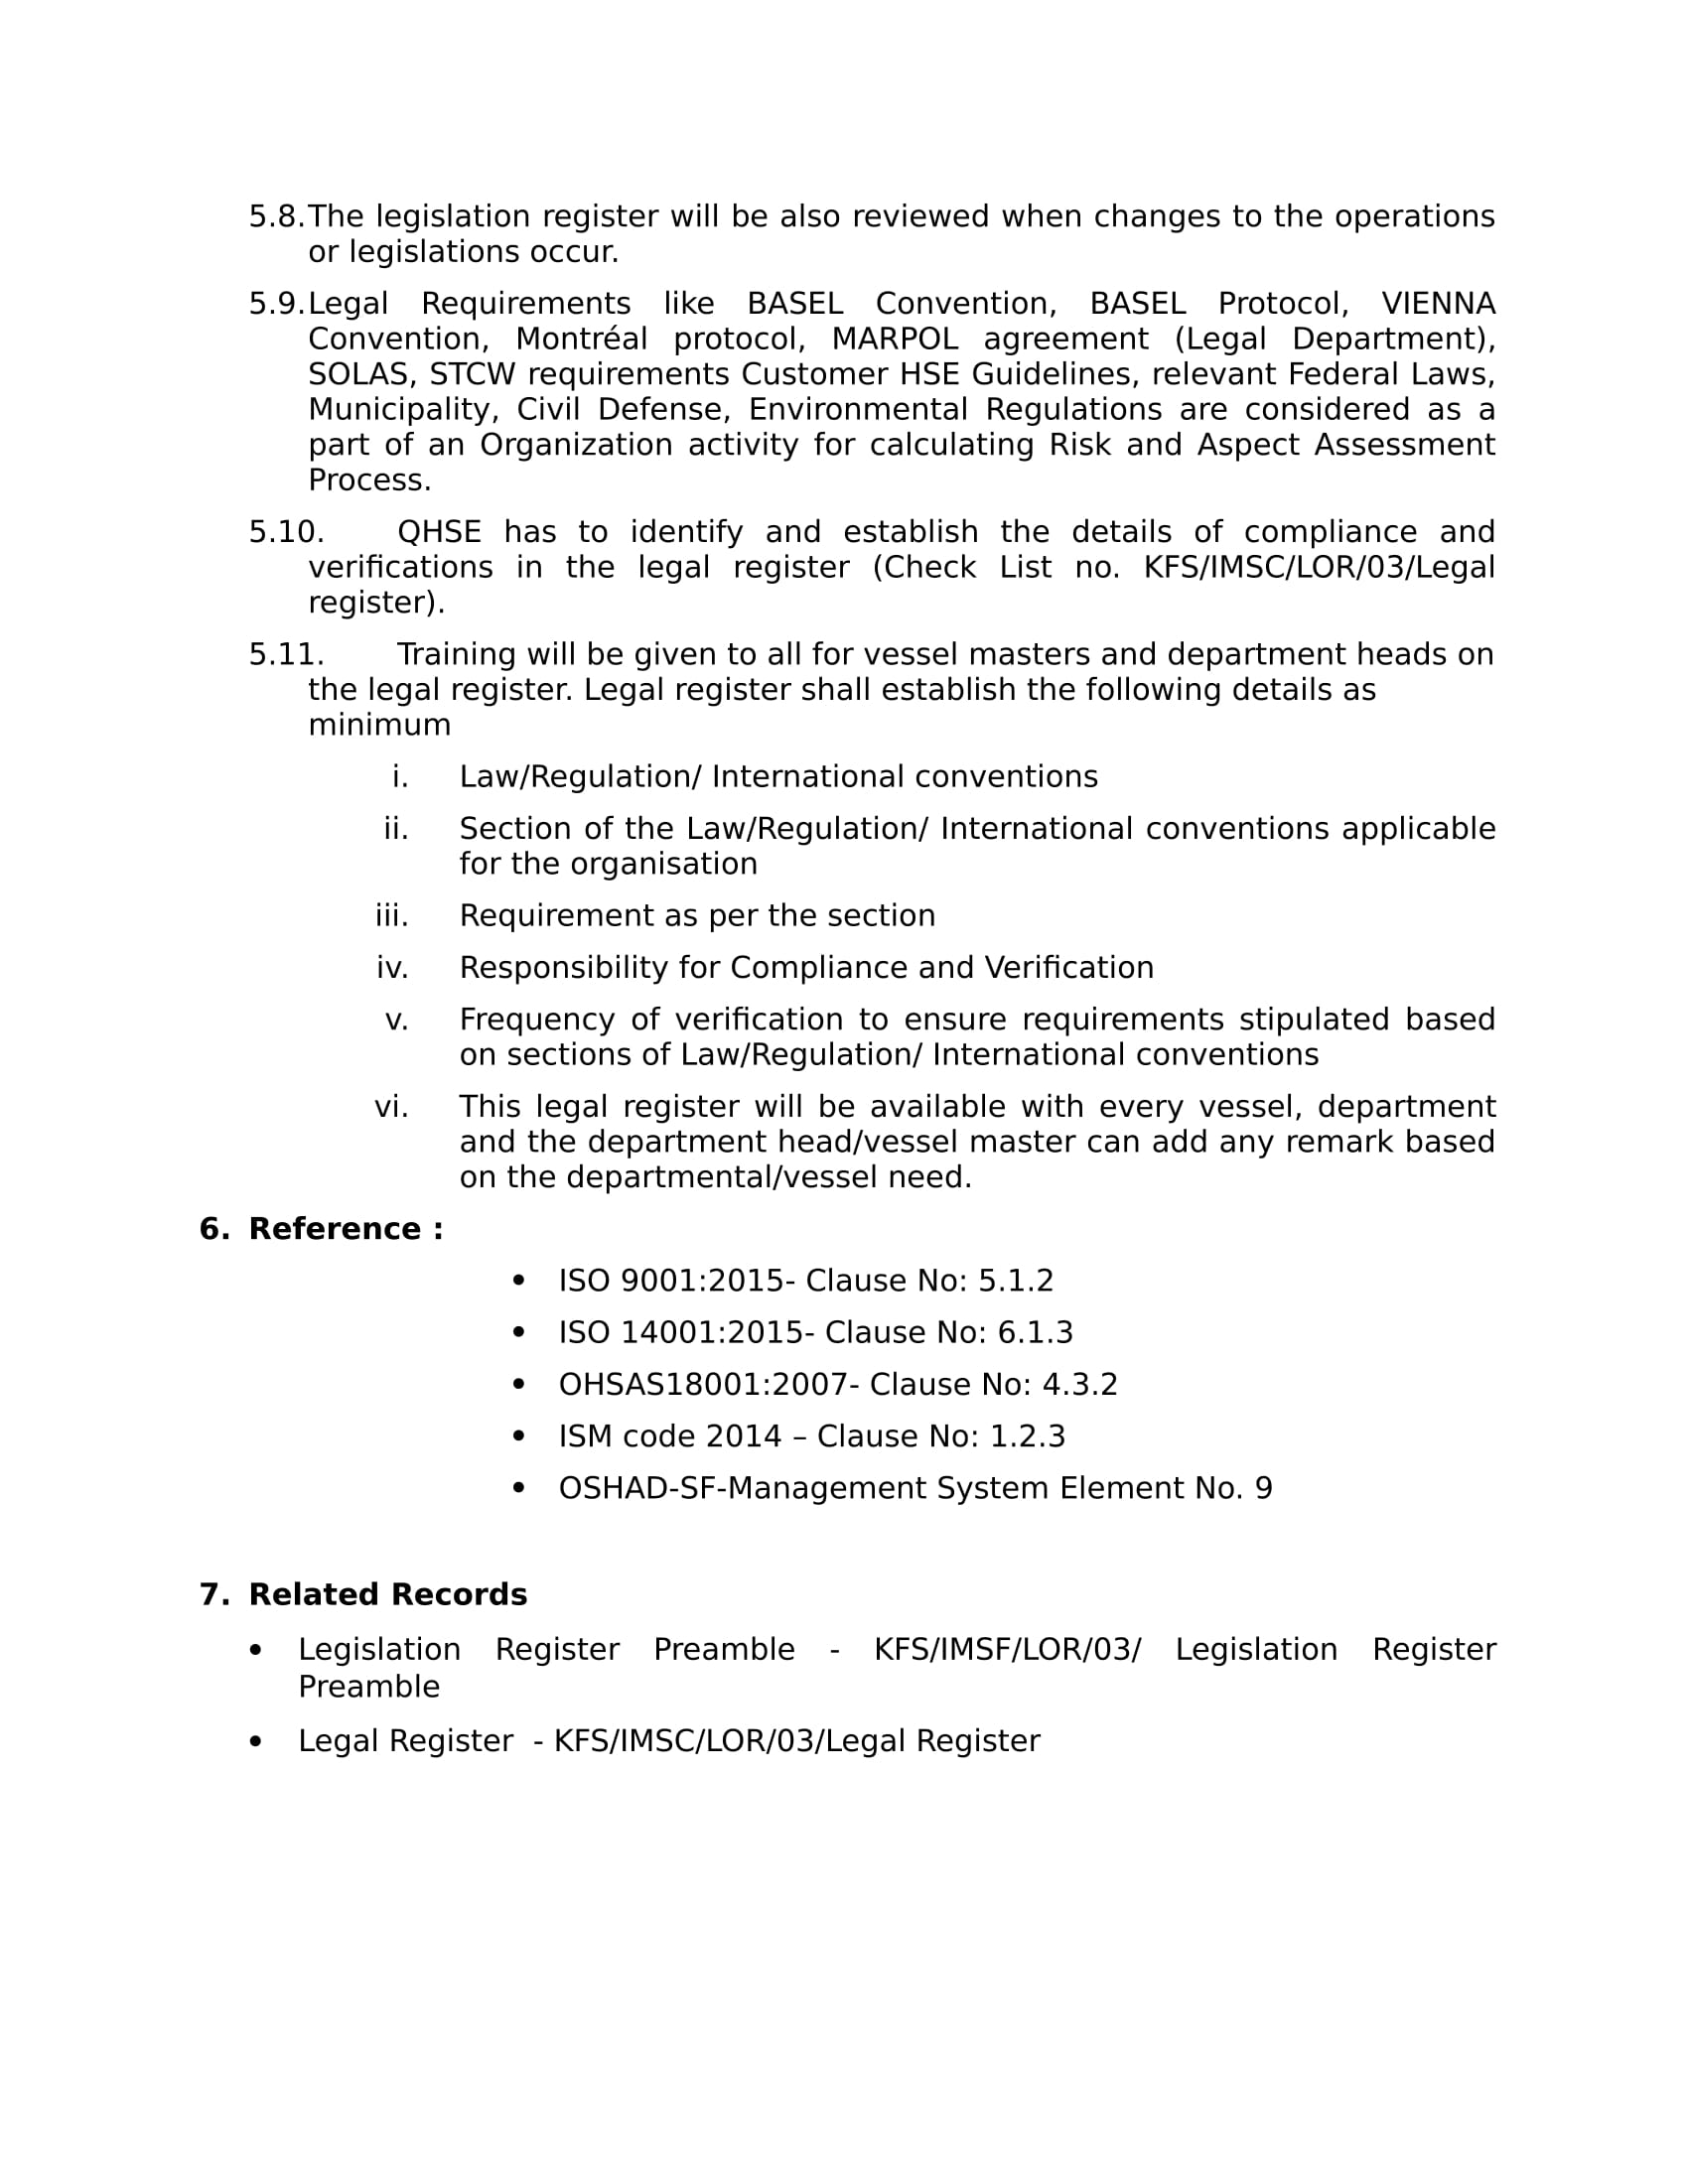 5.8.The legislation register will be also reviewed when changes to the operations
or legislations occur.
5.9.Legal Requirements like BASEL Convention, BASEL Protocol, VIENNA
Convention, Montréal protocol, MARPOL agreement (Legal Department),
SOLAS, STCW requirements Customer HSE Guidelines, relevant Federal Laws,
Municipality, Civil Defense, Environmental Regulations are considered as a
part of an Organization activity for calculating Risk and Aspect Assessment
Process.
5.10. QHSE has to identify and establish the details of compliance and
verifications in the legal register (Check List no. KFS/IMSC/LOR/03/Legal
register).
5.11. Training will be given to all for vessel masters and department heads on
the legal register. Legal register shall establish the following details as
minimum
i. Law/Regulation/ International conventions
ii. Section of the Law/Regulation/ International conventions applicable
for the organisation
iii. Requirement as per the section
iv. Responsibility for Compliance and Verification
v. Frequency of verification to ensure requirements stipulated based
on sections of Law/Regulation/ International conventions
vi. This legal register will be available with every vessel, department
and the department head/vessel master can add any remark based
on the departmental/vessel need.
6. Reference :
• ISO 9001:2015- Clause No: 5.1.2
• ISO 14001:2015- Clause No: 6.1.3
• OHSAS18001:2007- Clause No: 4.3.2
• ISM code 2014 – Clause No: 1.2.3
• OSHAD-SF-Management System Element No. 9
7. Related Records
• Legislation Register Preamble - KFS/IMSF/LOR/03/ Legislation Register
Preamble
• Legal Register - KFS/IMSC/LOR/03/Legal Register